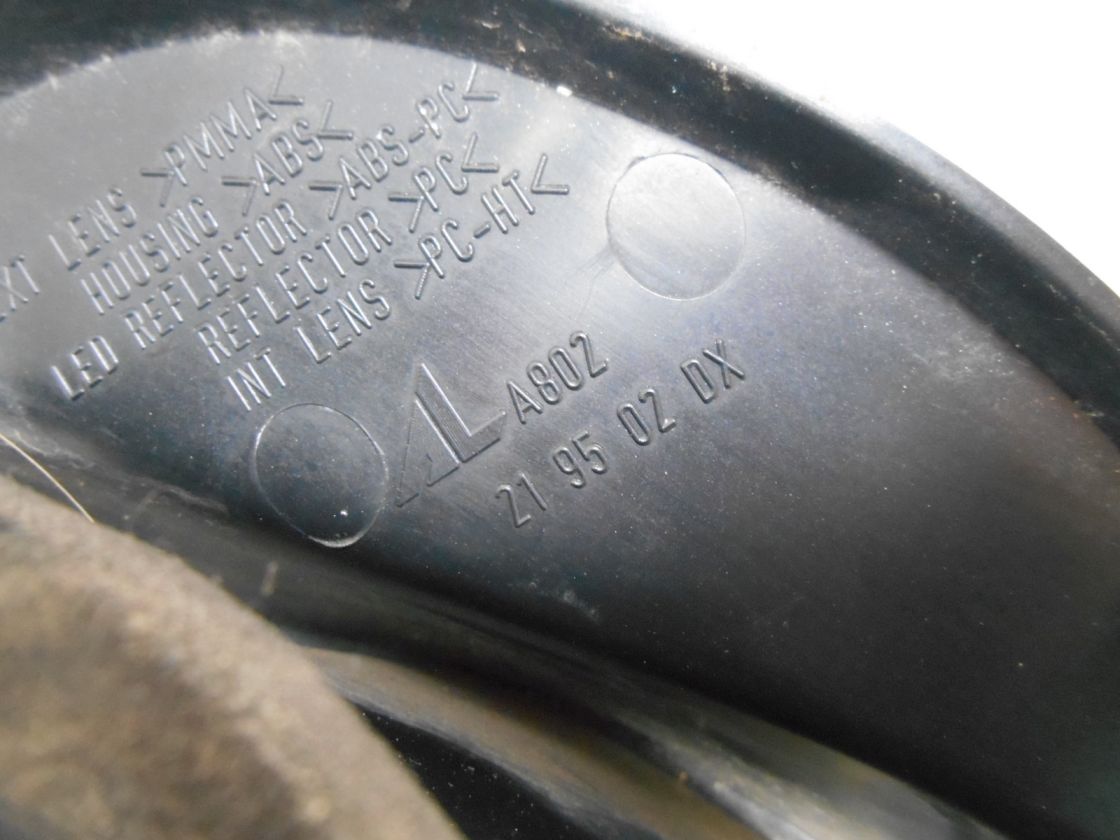 EXT LENS >PMMA<
HOUSING >ABS<
LED REFLECTOR >ABS-PC<
REFLECTOR >PC<
INT LENS >PC-HT<
AL A802
21 95 02 DX